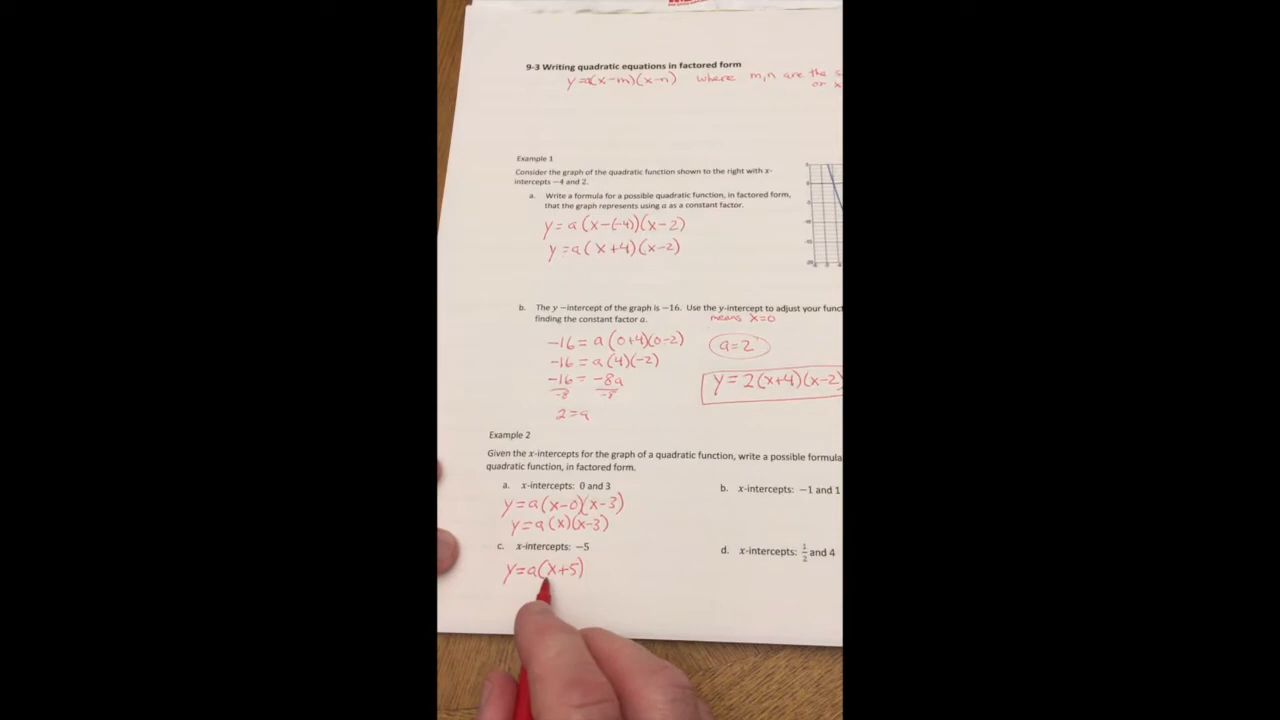 9-3 Writing quadratic equations in factored form
y=a(x-m)(x-n) where m,n are the
or x
Example 1
Consider the graph of the quadratic function shown to the right with x-
intercepts −4 and 2.
a. Write a formula for a possible quadratic function, in factored form,
that the graph represents using a as a constant factor.
y=a(x-(-4))(x-2)
y=a(x+4)(x-2)
b. The y −intercept of the graph is −16. Use the y-intercept to adjust your
means x=0
finding the constant factor a.
-16=a(0+4)(0-2)
a=2
-16=a(4)(-2)
-16=-8a
-8 -8
y=2(x+4)(x-2)
2=a
Example 2
Given the x-intercepts for the graph of a quadratic function, write a possible formula
quadratic function, in factored form.
a. x-intercepts: 0 and 3
y=a(x-0)(x-3)
y=a(x)(x-3)
b. x-intercepts: −1 and 1
c. x-intercepts: −5
y=a(x+5)
d. x-intercepts: 1/2 and 4